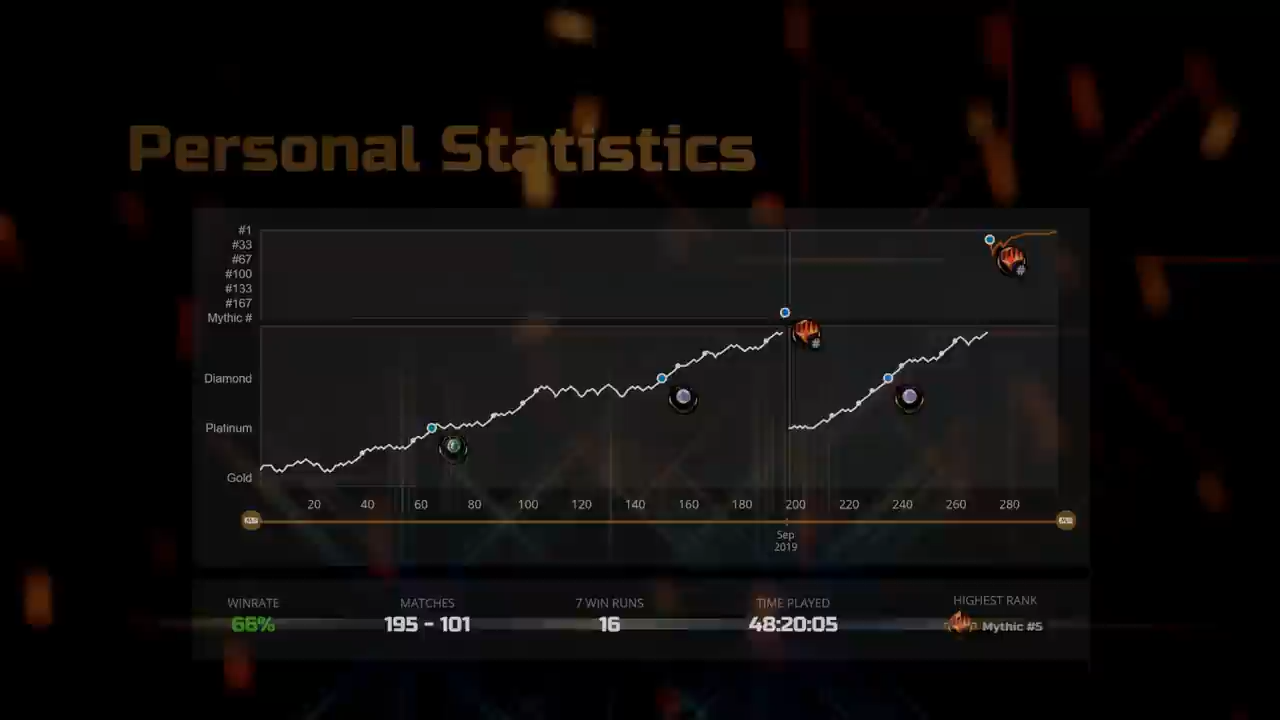 Personal Statistics
#1
#33
#67
#100
#133
#167
Mythic #
Diamond
Platinum
Gold
20 40 60 80 100 120 140 160 180 200 220 240 260 280
Sep
2019
WINRATE MATCHES 7 WIN RUNS TIME PLAYED HIGHEST RANK
66% 195 - 101 16 48:20:05 Mythic #5